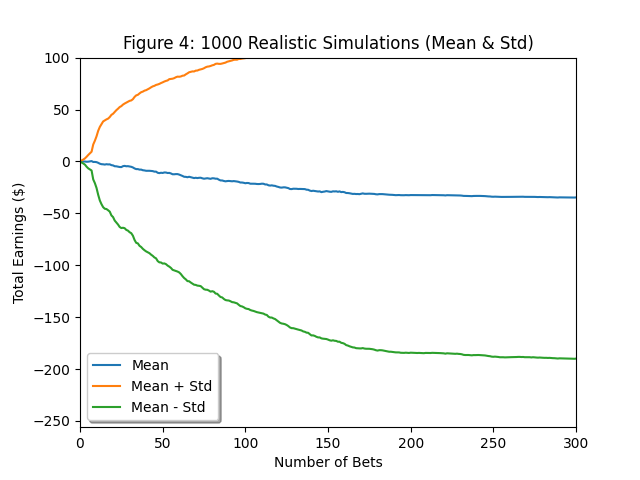 Figure 4: 1000 Realistic Simulations (Mean & Std)
Total Earnings ($)
100
50
0
−50
−100
−150
−200
−250
Mean
Mean + Std
Mean - Std
0 50 100 150 200 250 300
Number of Bets